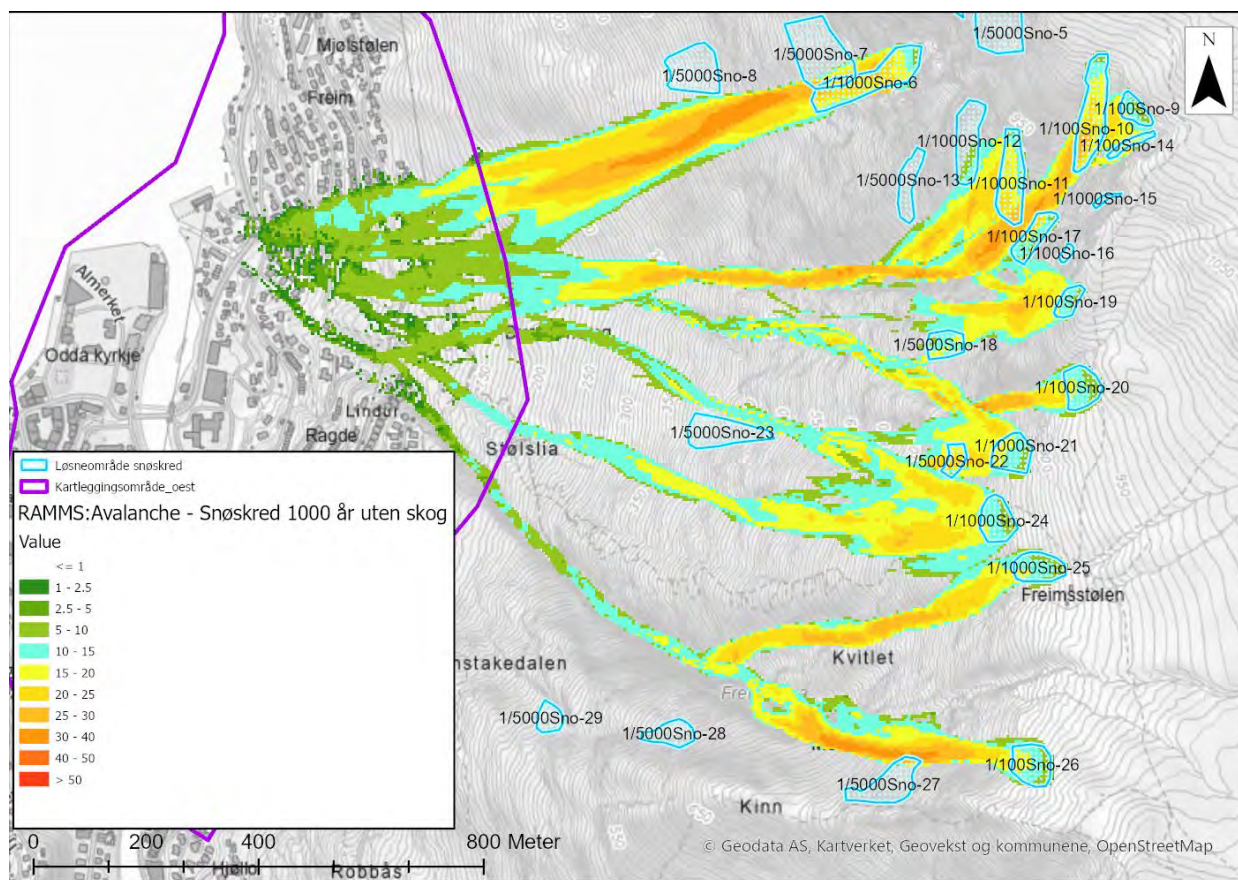 Mjølstølen
Freim
1/5000Sno-5
1/5000Sno-7
1/5000Sno-8
1/1000Sno-6
N
1/100Sno-9
1/100Sno-10
1/100Sno-14
1/1000Sno-12
1/5000Sno-13
1/1000Sno-11
1/1000Sno-15
1/100Sno-17
1/100Sno-16
1/100Sno-19
1/5000Sno-18
1/100Sno-20
1/100Sno-21
1/5000Sno-22
1/5000Sno-23
1/1000Sno-24
1/1000Sno-25
Freimsstølen
Almerket
Odda kyrkje
Lindur
Ragde
Stølslia
Kvitlet
nstakedalen
1/5000Sno-29
1/5000Sno-28
1/100Sno-26
1/5000Sno-27
Kinn
Løsneområde snøskred
Kartleggingsområde_oest
RAMMS:Avalanche - Snøskred 1000 år uten skog
Value
<= 1
1 - 2.5
2.5 - 5
5 - 10
10 - 15
15 - 20
20 - 25
25 - 30
30 - 40
40 - 50
> 50
0 200 400 800 Meter
Hjøllo
Robbås
© Geodata AS, Kartverket, Geovekst og kommunene, OpenStreetMap